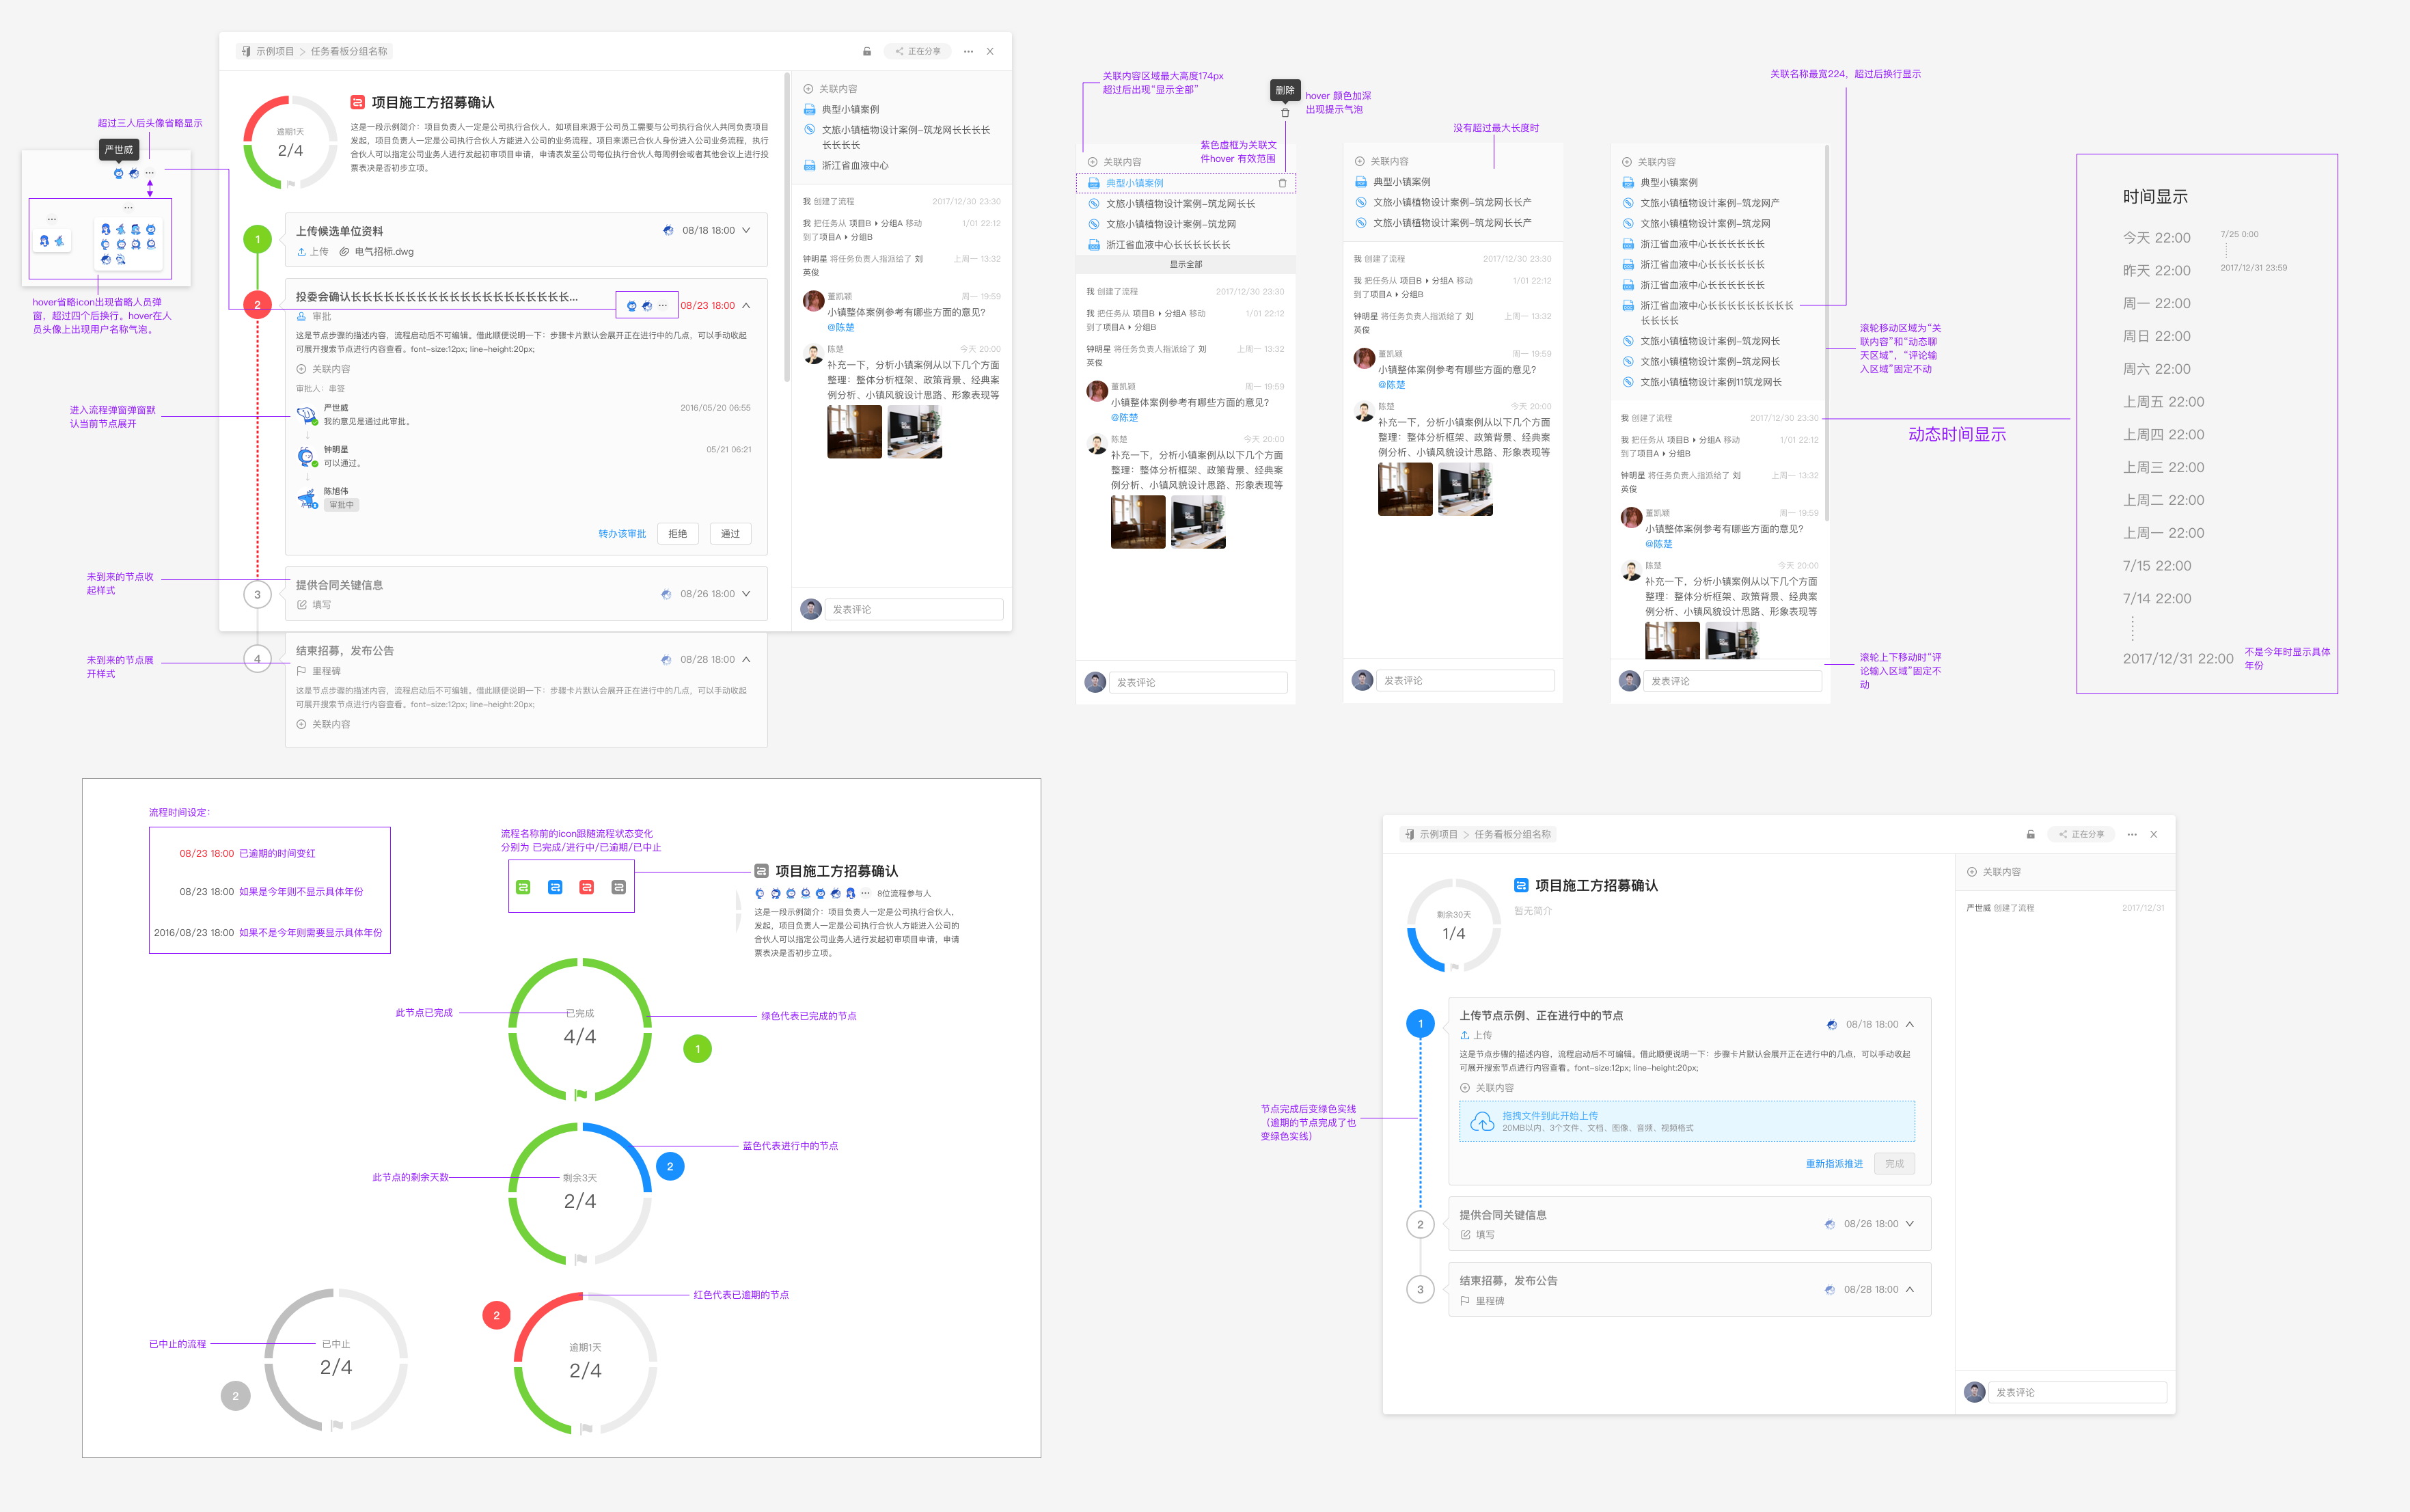 示例项目 > 任务看板分组名称
正在分享
逾期1天
2/4
项目施工方招募确认
这是一段示例简介：项目负责人一定是公司执行合伙人，如项目来源于公司员工需要与公司执行合伙人共同负责项目
发起，项目负责人一定是公司执行合伙人方能进入公司的业务流程。项目来源已合伙人身份进入公司业务流程，执行
合伙人可以指定公司业务人进行发起初审项目申请，申请表发至公司每位执行合伙人每周例会或者其他会议上进行投
票表决是否初步立项。
超过三人后头像省略显示
严世威
hover省略icon出现省略人员弹
窗，超过四个后换行。hover在人
员头像上出现用户名称气泡。
1
上传候选单位资料
08/18 18:00
上传
电气招标.dwg
2
投委会确认长长长长长长长长长长长长长长长长长长长长...
08/23 18:00
审批
这是节点步骤的描述内容，流程启动后不可编辑。借此顺便说明一下：步骤卡片默认会展开正在进行中的几点，可以手动收起
可展开搜索节点进行内容查看。font-size:12px; line-height:20px;
关联内容
审批人：串签
进入流程弹窗弹窗默
认当前节点展开
严世威
2016/05/20 06:55
我的意见是通过此审批。
钟明星
05/21 06:21
可以通过。
陈旭伟
审批中
转办该审批
拒绝
通过
未到来的节点收
起样式
3
提供合同关键信息
08/26 18:00
填写
未到来的节点展
开样式
4
结束招募，发布公告
08/28 18:00
里程碑
这是节点步骤的描述内容，流程启动后不可编辑。借此顺便说明一下：步骤卡片默认会展开正在进行中的几点，可以手动收起
可展开搜索节点进行内容查看。font-size:12px; line-height:20px;
关联内容
关联内容
典型小镇案例
文旅小镇植物设计案例-筑龙网长长长长
长长长长
浙江省血液中心
我 创建了流程
2017/12/30 23:30
我 把任务从 项目B 分组A 移动
1/01 22:12
到了项目A 分组B
钟明星 将任务负责人指派给了 刘
上周一 13:32
英俊
董凯颖
周一 19:59
小镇整体案例参考有哪些方面的意见?
@陈楚
陈楚
今天 20:00
补充一下，分析小镇案例从以下几个方面
整理：整体分析框架、政策背景、经典案
例分析、小镇风貌设计思路、形象表现等
发表评论
关联内容区域最大高度174px
超过后出现“显示全部”
删除
hover 颜色加深
出现提示气泡
紫色虚框为关联文
件hover 有效范围
关联内容
典型小镇案例
文旅小镇植物设计案例-筑龙网长长
文旅小镇植物设计案例-筑龙网
浙江省血液中心长长长长长长
显示全部
我 创建了流程
2017/12/30 23:30
我 把任务从 项目B 分组A 移动
1/01 22:12
到了项目A 分组B
钟明星 将任务负责人指派给了 刘
上周一 13:32
英俊
董凯颖
周一 19:59
小镇整体案例参考有哪些方面的意见?
@陈楚
陈楚
今天 20:00
补充一下，分析小镇案例从以下几个方面
整理：整体分析框架、政策背景、经典案
例分析、小镇风貌设计思路、形象表现等
发表评论
没有超过最大长度时
关联内容
典型小镇案例
文旅小镇植物设计案例-筑龙网长长产
文旅小镇植物设计案例-筑龙网长长产
我 创建了流程
2017/12/30 23:30
我 把任务从 项目B 分组A 移动
1/01 22:12
到了项目A 分组B
钟明星 将任务负责人指派给了 刘
上周一 13:32
英俊
董凯颖
周一 19:59
小镇整体案例参考有哪些方面的意见?
@陈楚
陈楚
今天 20:00
补充一下，分析小镇案例从以下几个方面
整理：整体分析框架、政策背景、经典案
例分析、小镇风貌设计思路、形象表现等
发表评论
关联名称最宽224，超过后换行显示
关联内容
典型小镇案例
文旅小镇植物设计案例-筑龙网产
文旅小镇植物设计案例-筑龙网
浙江省血液中心长长长长长长
浙江省血液中心长长长长长长
浙江省血液中心长长长长长长
浙江省血液中心长长长长长长长长长
长长长长
文旅小镇植物设计案例-筑龙网长
文旅小镇植物设计案例-筑龙网长
文旅小镇植物设计案例11筑龙网长
我 创建了流程
2017/12/30 23:30
我 把任务从 项目B 分组A 移动
1/01 22:12
到了项目A 分组B
钟明星 将任务负责人指派给了 刘
上周一 13:32
英俊
董凯颖
周一 19:59
小镇整体案例参考有哪些方面的意见?
@陈楚
陈楚
今天 20:00
补充一下，分析小镇案例从以下几个方面
整理：整体分析框架、政策背景、经典案
例分析、小镇风貌设计思路、形象表现等
发表评论
滚轮移动区域为“关
联内容”和“动态聊
天区域”，“评论输
入区域”固定不动
动态时间显示
滚轮上下移动时“评
论输入区域”固定不
动
时间显示
今天 22:00
7/25 0:00
昨天 22:00
2017/12/31 23:59
周一 22:00
周日 22:00
周六 22:00
上周五 22:00
上周四 22:00
上周三 22:00
上周二 22:00
上周一 22:00
7/15 22:00
7/14 22:00
2017/12/31 22:00
不是今年时显示具体
年份
流程时间设定：
08/23 18:00 已逾期的时间变红
08/23 18:00 如果是今年则不显示具体年份
2016/08/23 18:00 如果不是今年则需要显示具体年份
流程名称前的icon跟随流程状态变化
分别为 已完成/进行中/已逾期/已中止
项目施工方招募确认
8位流程参与人
这是一段示例简介：项目负责人一定是公司执行合伙人，
发起，项目负责人一定是公司执行合伙人方能进入公司的
合伙人可以指定公司业务人进行发起初审项目申请，申请
票表决是否初步立项。
此节点已完成
已完成
4/4
绿色代表已完成的节点
1
蓝色代表进行中的节点
2
此节点的剩余天数
剩余3天
2/4
红色代表已逾期的节点
2
逾期1天
2/4
已中止的流程
已中止
2/4
2
示例项目 > 任务看板分组名称
正在分享
剩余30天
1/4
项目施工方招募确认
暂无简介
1
上传节点示例、正在进行中的节点
08/18 18:00
上传
这是节点步骤的描述内容，流程启动后不可编辑。借此顺便说明一下：步骤卡片默认会展开正在进行中的几点，可以手动收起
可展开搜索节点进行内容查看。font-size:12px; line-height:20px;
关联内容
拖拽文件到此开始上传
20MB以内、3个文件、文档、图像、音频、视频格式
重新指派推进
完成
节点完成后变绿色实线
（逾期的节点完成了也
变绿色实线）
2
提供合同关键信息
08/26 18:00
填写
3
结束招募，发布公告
08/28 18:00
里程碑
关联内容
严世威 创建了流程
2017/12/31
发表评论